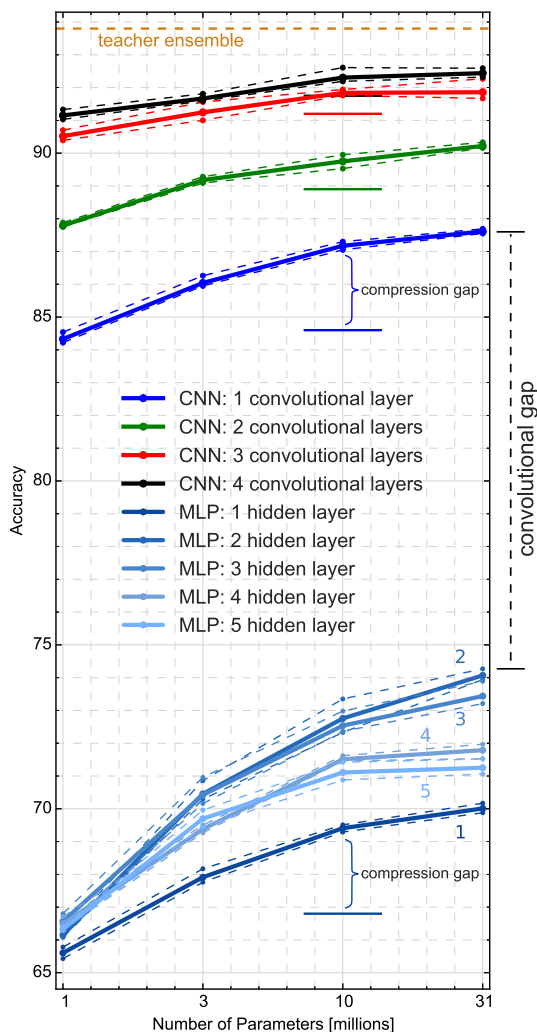 teacher ensemble
90
compression gap
85
CNN: 1 convolutional layer
CNN: 2 convolutional layers
CNN: 3 convolutional layers
CNN: 4 convolutional layers
MLP: 1 hidden layer
MLP: 2 hidden layer
MLP: 3 hidden layer
MLP: 4 hidden layer
MLP: 5 hidden layer
80
Accuracy
convolutional gap
75
2
3
4
5
70
1
compression gap
65
1 3 10 31
Number of Parameters [millions]